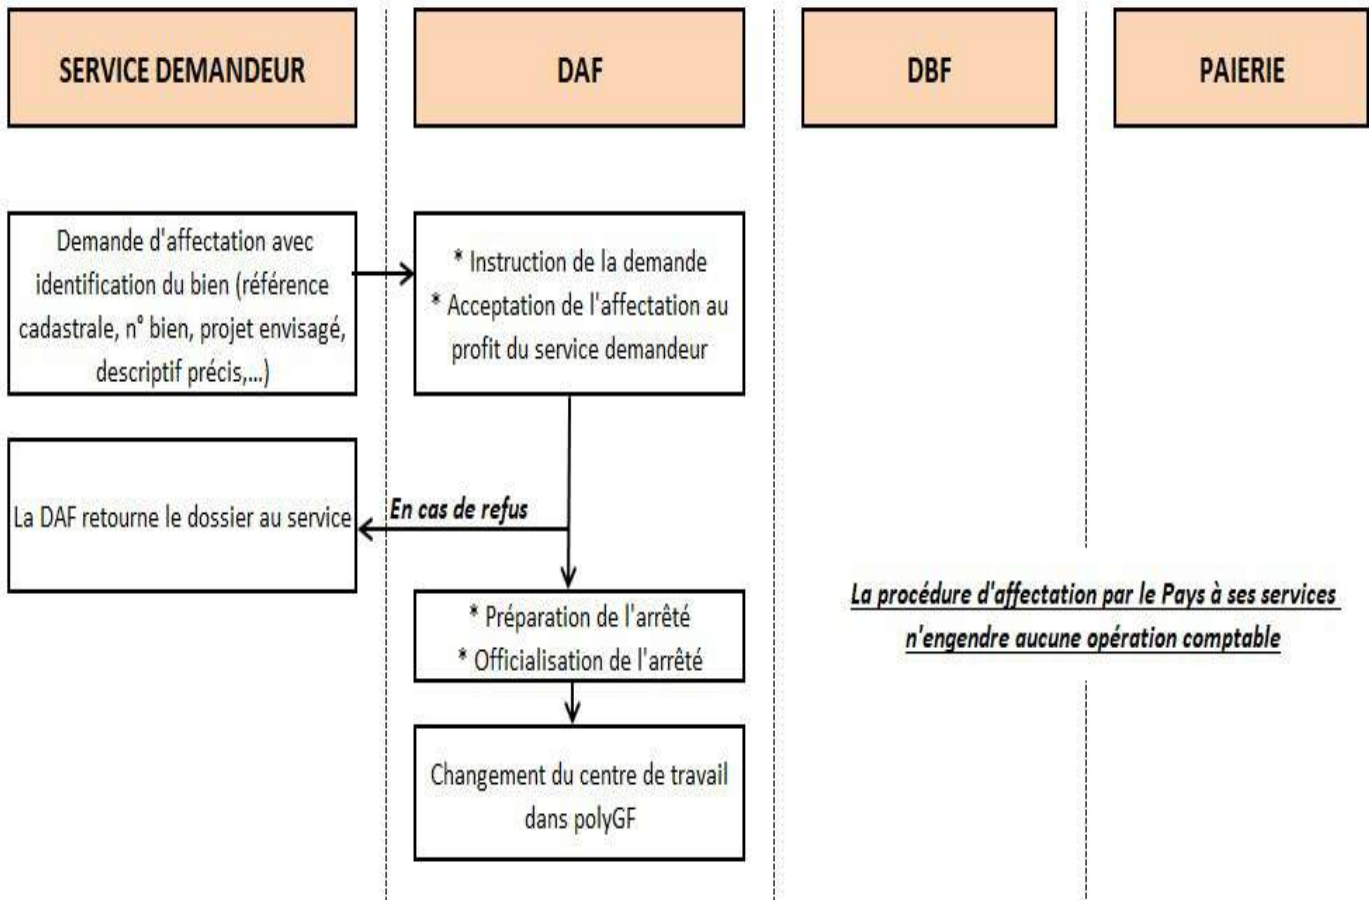 SERVICE DEMANDEUR
DAF
DBF
PAIERIE
Demande d'affectation avec
identification du bien (référence
cadastrale, n° bien, projet envisagé,
descriptif précis,...)
* Instruction de la demande
* Acceptation de l'affectation au
profit du service demandeur
La DAF retourne le dossier au service
En cas de refus
* Préparation de l'arrêté
* Officialisation de l'arrêté
La procédure d'affectation par le Pays à ses services
n'engendre aucune opération comptable
Changement du centre de travail
dans polyGF